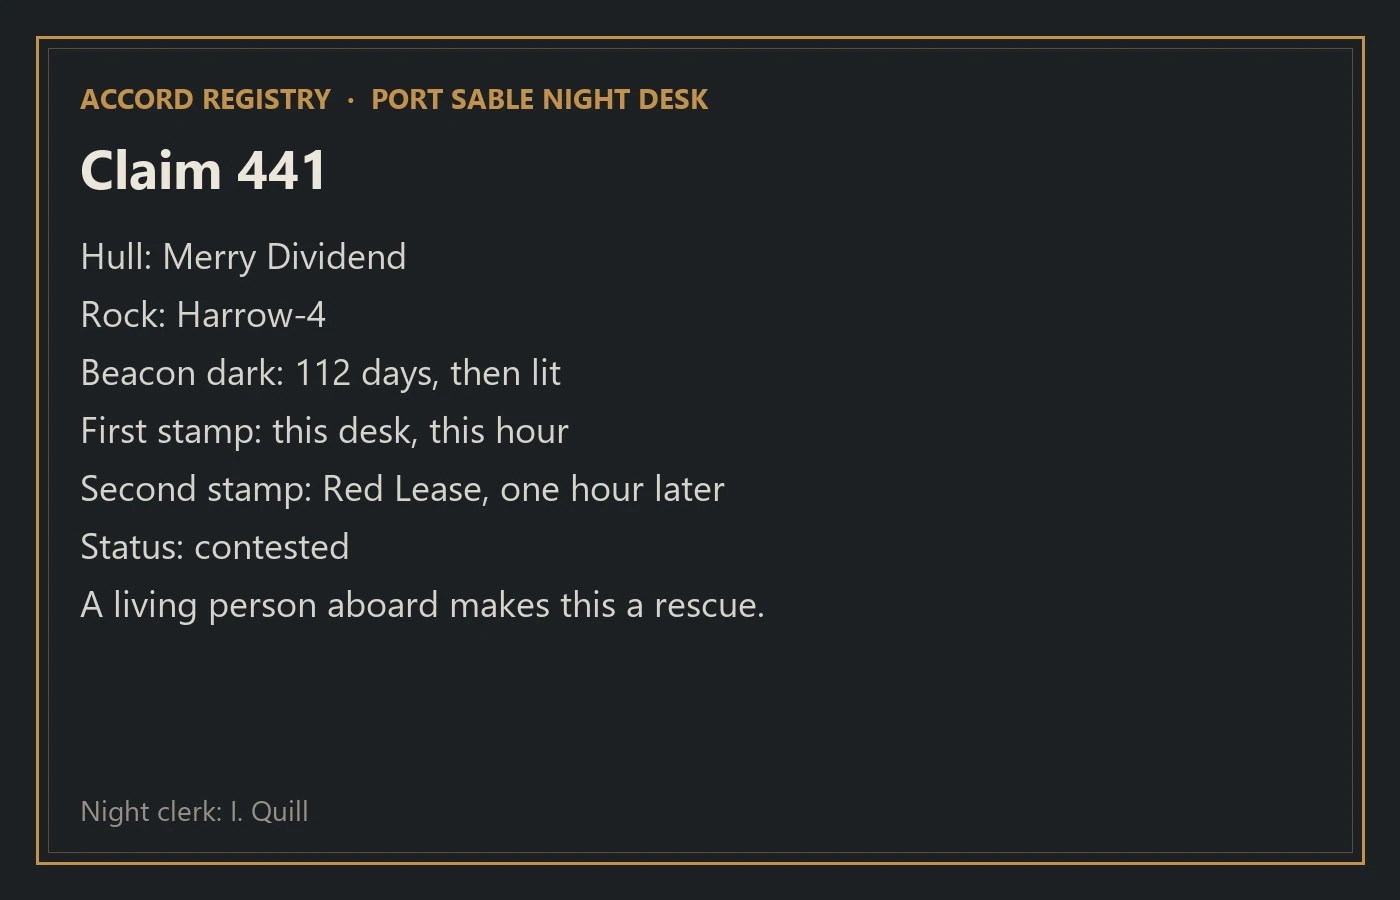 ACCORD REGISTRY · PORT SABLE NIGHT DESK
Claim 441
Hull: Merry Dividend
Rock: Harrow-4
Beacon dark: 112 days, then lit
First stamp: this desk, this hour
Second stamp: Red Lease, one hour later
Status: contested
A living person aboard makes this a rescue.
Night clerk: I. Quill